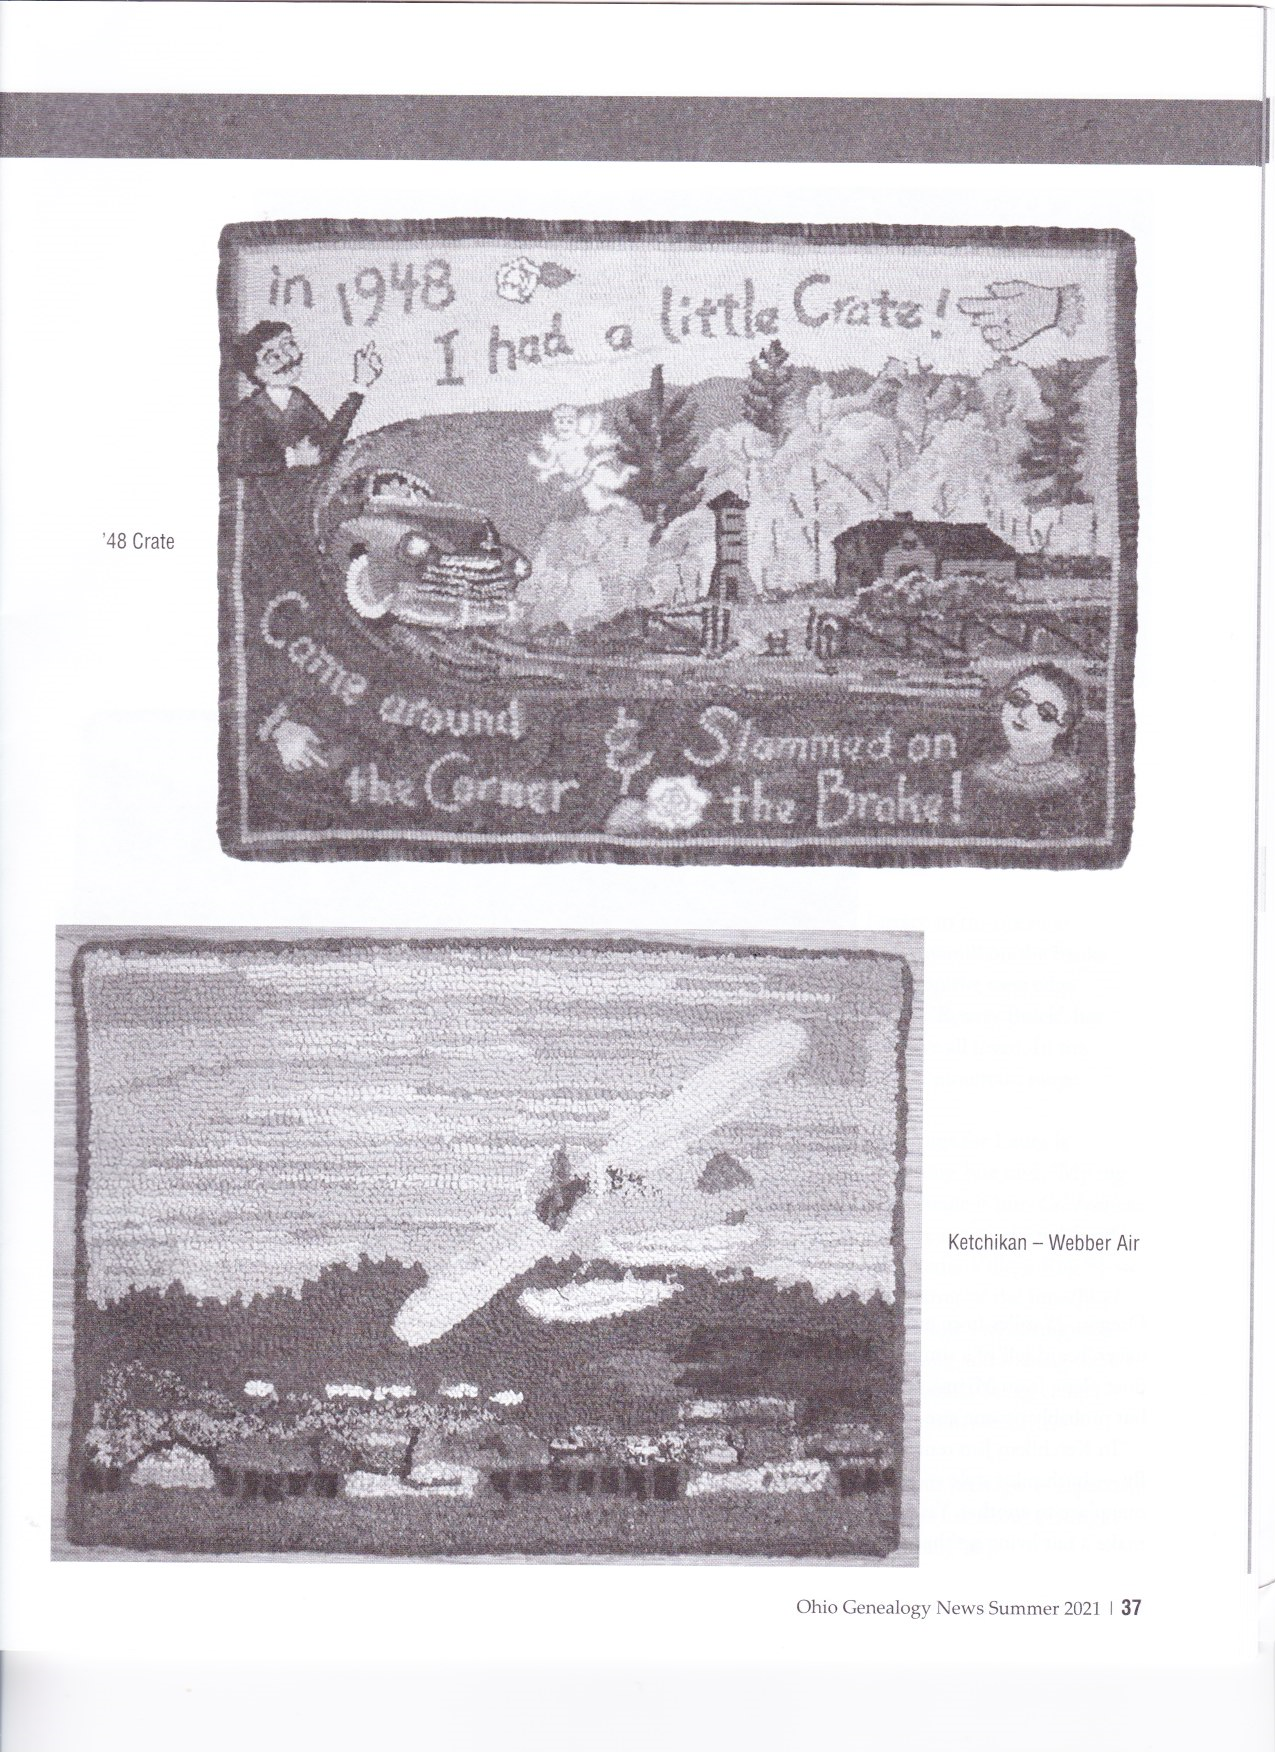 in 1948
I had a little Crate!
'48 Crate
Came around
the Corner
& Slammed on
the Brake!
Ketchikan – Webber Air
Ohio Genealogy News Summer 2021 | 37